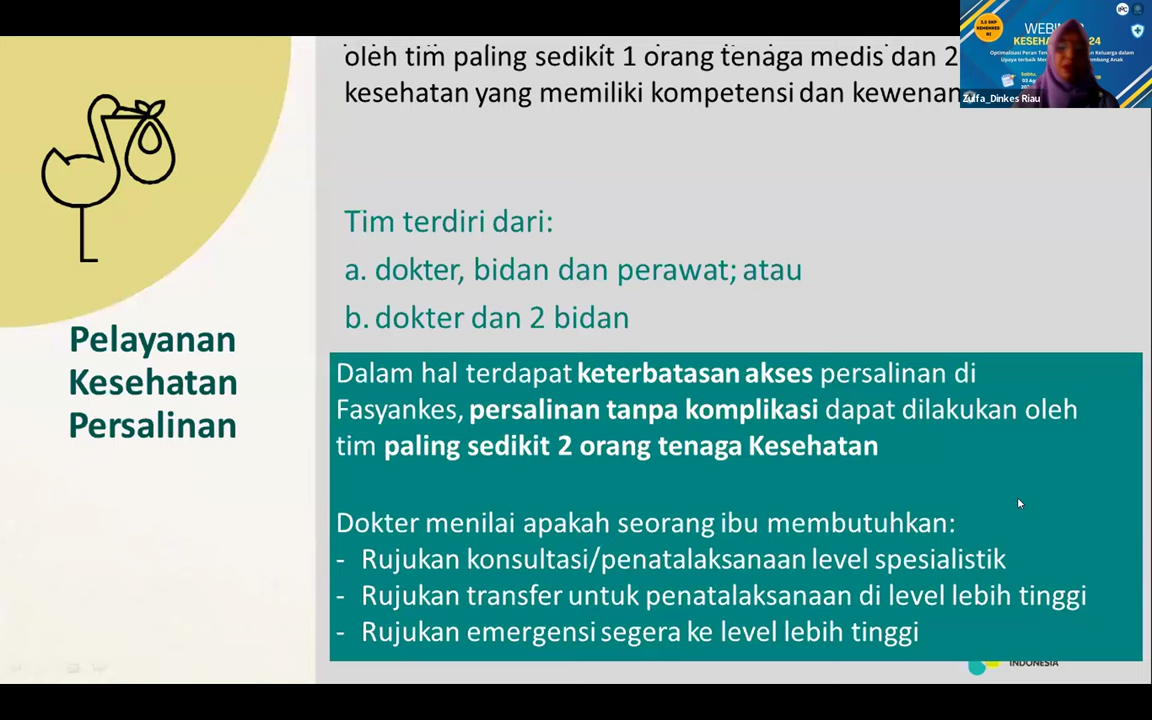 oleh tim paling sedikit 1 orang tenaga medis dan 2
kesehatan yang memiliki kompetensi dan
Tim terdiri dari:
a. dokter, bidan dan perawat; atau
b. dokter dan 2 bidan
Pelayanan
Kesehatan
Persalinan
Dalam hal terdapat keterbatasan akses persalinan di
Fasyankes, persalinan tanpa komplikasi dapat dilakukan oleh
tim paling sedikit 2 orang tenaga Kesehatan
Dokter menilai apakah seorang ibu membutuhkan:
- Rujukan konsultasi/penatalaksanaan level spesialistik
- Rujukan transfer untuk penatalaksanaan di level lebih tinggi
- Rujukan emergensi segera ke level lebih tinggi
INDONESIA
Zulfa_Dinkes Riau